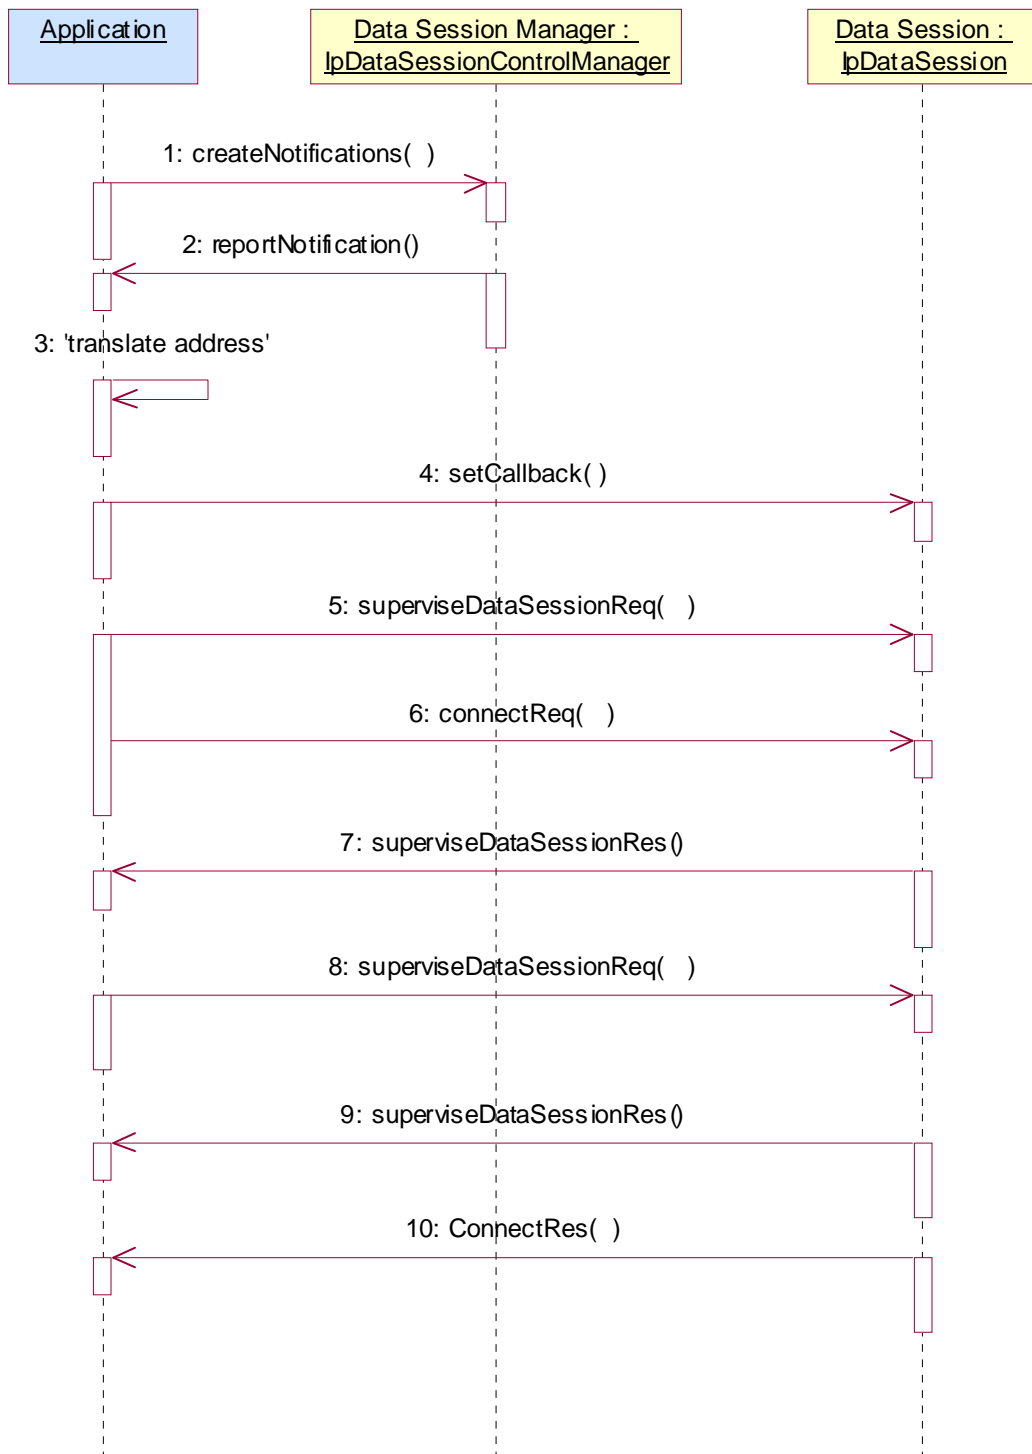 Application
Data Session Manager :
IpDataSessionControlManager
Data Session :
IpDataSession
1: createNotifications( )
2: reportNotification()
3: 'translate address'
4: setCallback( )
5: superviseDataSessionReq( )
6: connectReq( )
7: superviseDataSessionRes()
8: superviseDataSessionReq( )
9: superviseDataSessionRes()
10: ConnectRes( )